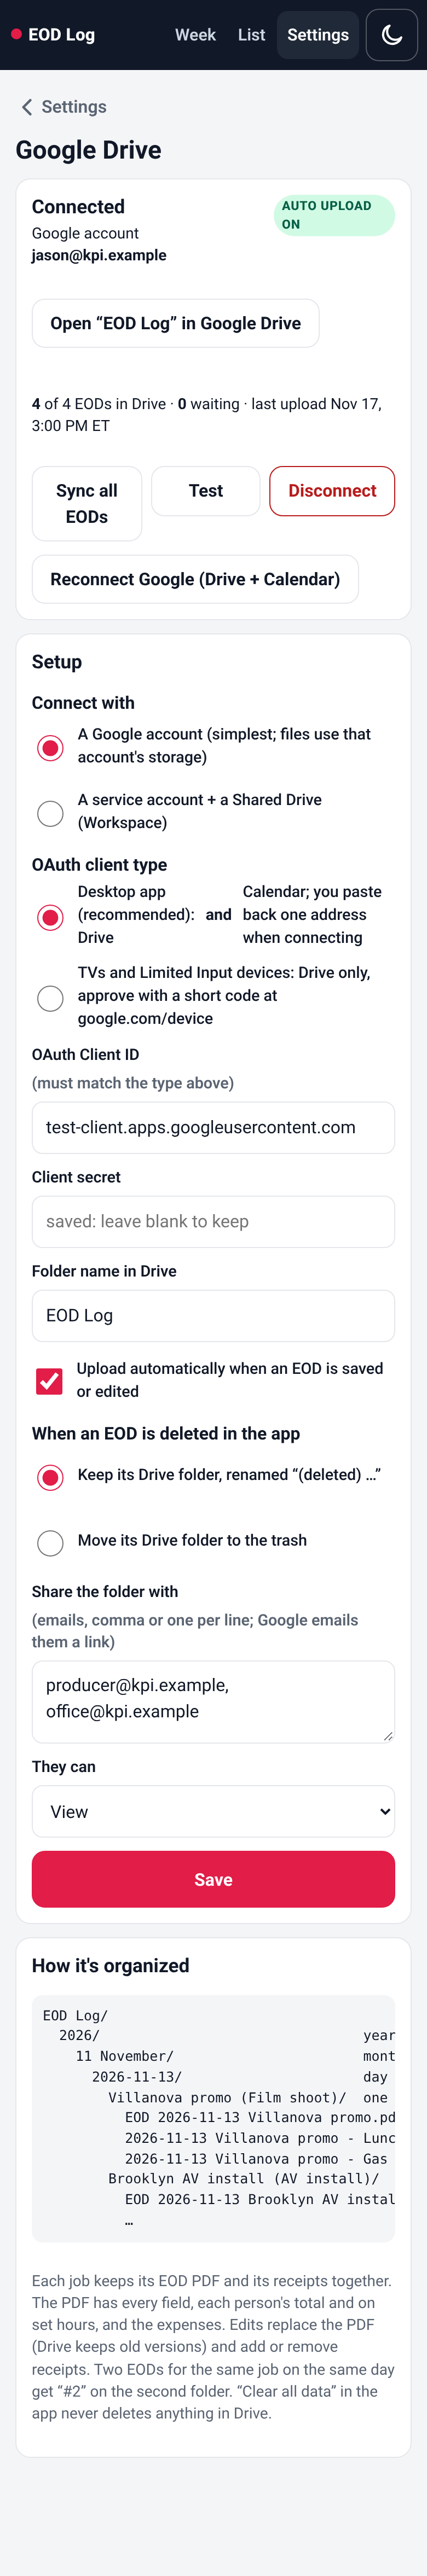 EOD Log
Week
List
Settings
Settings
Google Drive
Connected
AUTO UPLOAD
ON
Google account
jason@kpi.example
Open “EOD Log” in Google Drive
4 of 4 EODs in Drive · 0 waiting · last upload Nov 17,
3:00 PM ET
Sync all
EODs
Test
Disconnect
Reconnect Google (Drive + Calendar)
Setup
Connect with
A Google account (simplest; files use that
account's storage)
A service account + a Shared Drive
(Workspace)
OAuth client type
Desktop app
(recommended):
Drive
and
Calendar; you paste
back one address
when connecting
TVs and Limited Input devices: Drive only,
approve with a short code at
google.com/device
OAuth Client ID
(must match the type above)
test-client.apps.googleusercontent.com
Client secret
saved: leave blank to keep
Folder name in Drive
EOD Log
Upload automatically when an EOD is saved
or edited
When an EOD is deleted in the app
Keep its Drive folder, renamed “(deleted) …”
Move its Drive folder to the trash
Share the folder with
(emails, comma or one per line; Google emails
them a link)
producer@kpi.example,
office@kpi.example
They can
View
Save
How it's organized
EOD Log/
2026/ year
11 November/ mont
2026-11-13/ day
Villanova promo (Film shoot)/ one
EOD 2026-11-13 Villanova promo.pd
2026-11-13 Villanova promo - Lunc
2026-11-13 Villanova promo - Gas
Brooklyn AV install (AV install)/
EOD 2026-11-13 Brooklyn AV instal
…
Each job keeps its EOD PDF and its receipts together.
The PDF has every field, each person's total and on
set hours, and the expenses. Edits replace the PDF
(Drive keeps old versions) and add or remove
receipts. Two EODs for the same job on the same day
get “#2” on the second folder. “Clear all data” in the
app never deletes anything in Drive.